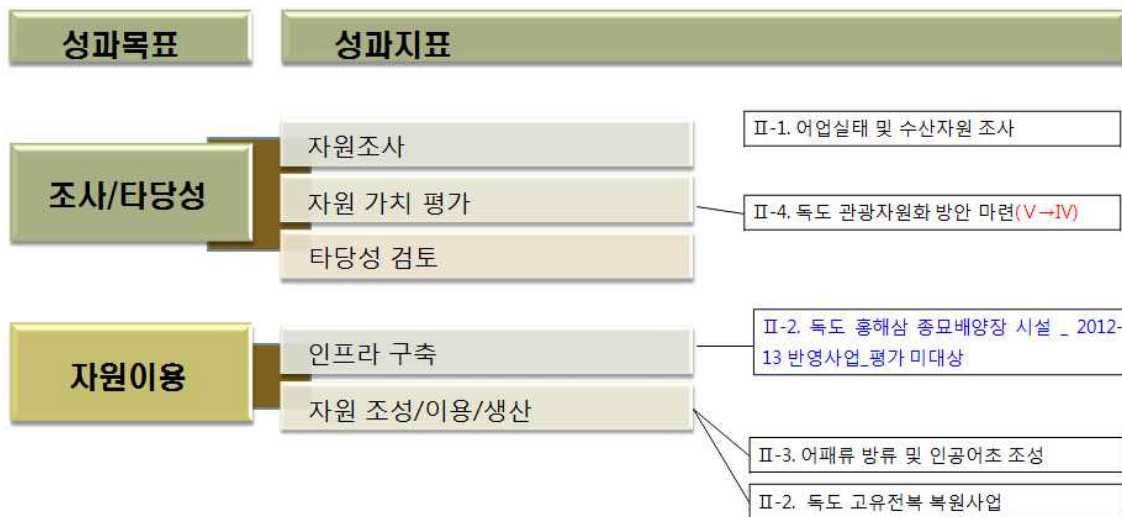 성과목표
성과지표
조사/타당성
자원조사
자원 가치 평가
타당성 검토
Ⅱ-1. 어업실태 및 수산자원 조사
Ⅱ-4. 독도 관광자원화 방안 마련(Ⅴ→Ⅳ)
자원이용
인프라 구축
자원 조성/이용/생산
Ⅱ-2. 독도 홍해삼 종묘배양장 시설 _ 2012-
13 반영사업_평가 미대상
Ⅱ-3. 어패류 방류 및 인공어초 조성
Ⅱ-2. 독도 고유전복 복원사업